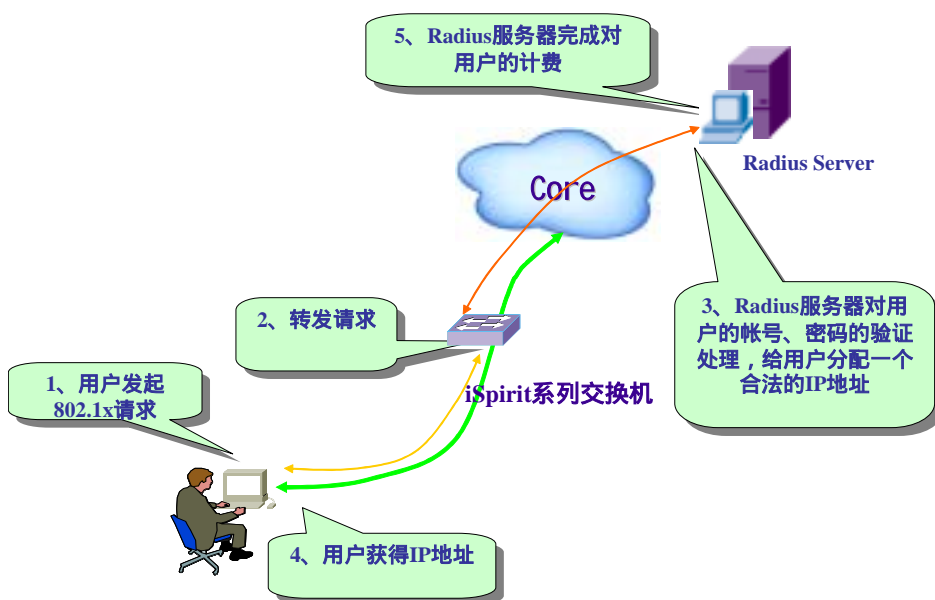 5、Radius服务器完成对
用户的计费
Radius Server
Core
2、转发请求
3、Radius服务器对用
户的帐号、密码的验证
处理，给用户分配一个
合法的IP地址
1、用户发起
802.1x请求
iSpirit系列交换机
4、用户获得IP地址